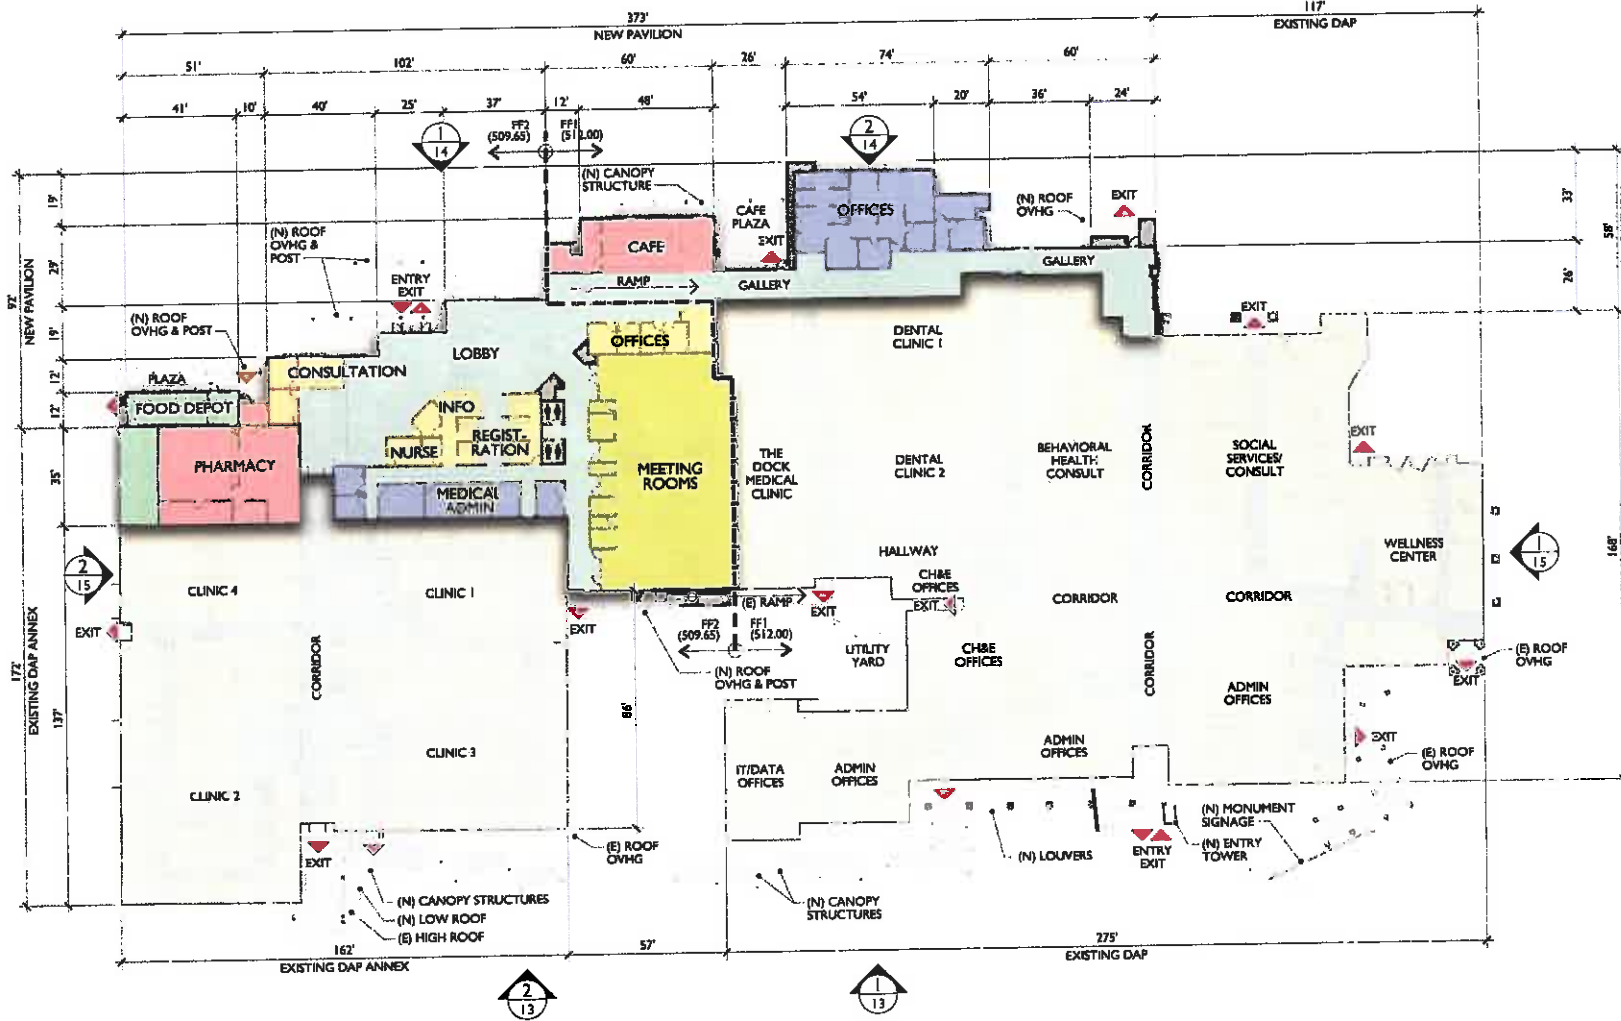 373'
NEW PAVILION
117'
EXISTING DAP
51'
102'
60'
26'
74'
60'
41'
10'
40'
25'
37'
12'
48'
54'
20'
36'
24'
FF2
(509.65)
FF1
(512.00)
1
14
2
14
(N) CANOPY
STRUCTURE
CAFE
PLAZA
EXIT
OFFICES
(N) ROOF
OVHG
EXIT
33'
58'
26'
19'
29'
19'
12'
12'
35'
92'
NEW PAVILION
(N) ROOF
OVHG &
POST
CAFE
ENTRY
EXIT
RAMP
GALLERY
GALLERY
(N) ROOF
OVHG & POST
EXIT
LOBBY
OFFICES
DENTAL
CLINIC 1
PLAZA
CONSULTATION
FOOD DEPOT
INFO
REGIST-
RATION
NURSE
PHARMACY
MEETING
ROOMS
THE
DOCK
MEDICAL
CLINIC
DENTAL
CLINIC 2
BEHAVIORAL
HEALTH
CONSULT
CORRIDOR
SOCIAL
SERVICES/
CONSULT
EXIT
MEDICAL
ADMIN
HALLWAY
WELLNESS
CENTER
1
15
168'
2
15
CLINIC 4
CLINIC 1
CH&E
OFFICES
EXIT
(E) RAMP
EXIT
CORRIDOR
CORRIDOR
EXIT
EXIT
FF2
(509.65)
FF1
(512.00)
UTILITY
YARD
CH&E
OFFICES
CORRIDOR
CORRIDOR
(E) ROOF
OVHG
EXIT
(N) ROOF
OVHG & POST
ADMIN
OFFICES
172'
EXISTING DAP ANNEX
137'
86'
CLINIC 3
ADMIN
OFFICES
EXIT
(E) ROOF
OVHG
IT/DATA
OFFICES
ADMIN
OFFICES
CLINIC 2
(N) MONUMENT
SIGNAGE
(N) ENTRY
TOWER
ENTRY
EXIT
(N) LOUVERS
(E) ROOF
OVHG
EXIT
(N) CANOPY STRUCTURES
(N) LOW ROOF
(E) HIGH ROOF
(N) CANOPY
STRUCTURES
162'
EXISTING DAP ANNEX
57'
275'
EXISTING DAP
2
13
1
13